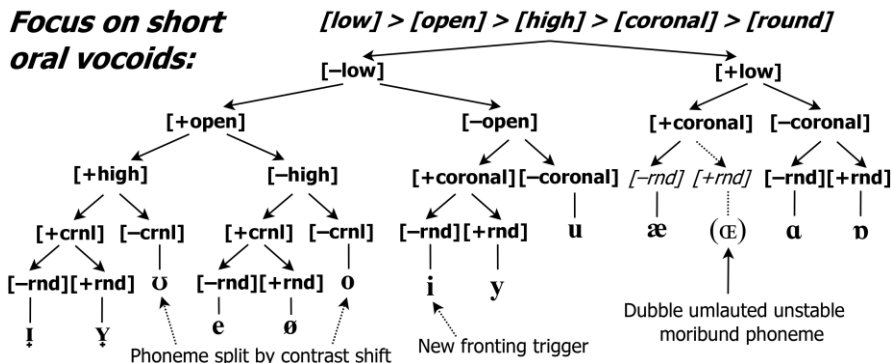 Focus on short
oral vocoids:
[low] > [open] > [high] > [coronal] > [round]
[–low] [+low]
[+open] [–open] [+coronal] [–coronal]
[+high] [–high] [+coronal] [–coronal] [–rnd] [+rnd] [–rnd] [+rnd]
[+crnl] [–crnl] [+crnl] [–crnl] [–rnd] [+rnd] u æ (Œ) ɑ ɒ
[–rnd] [+rnd] ʊ [–rnd] [+rnd] o i y
ɪ̟ ʏ̟ e ø
Phoneme split by contrast shift
New fronting trigger
Dubble umlauted unstable
moribund phoneme